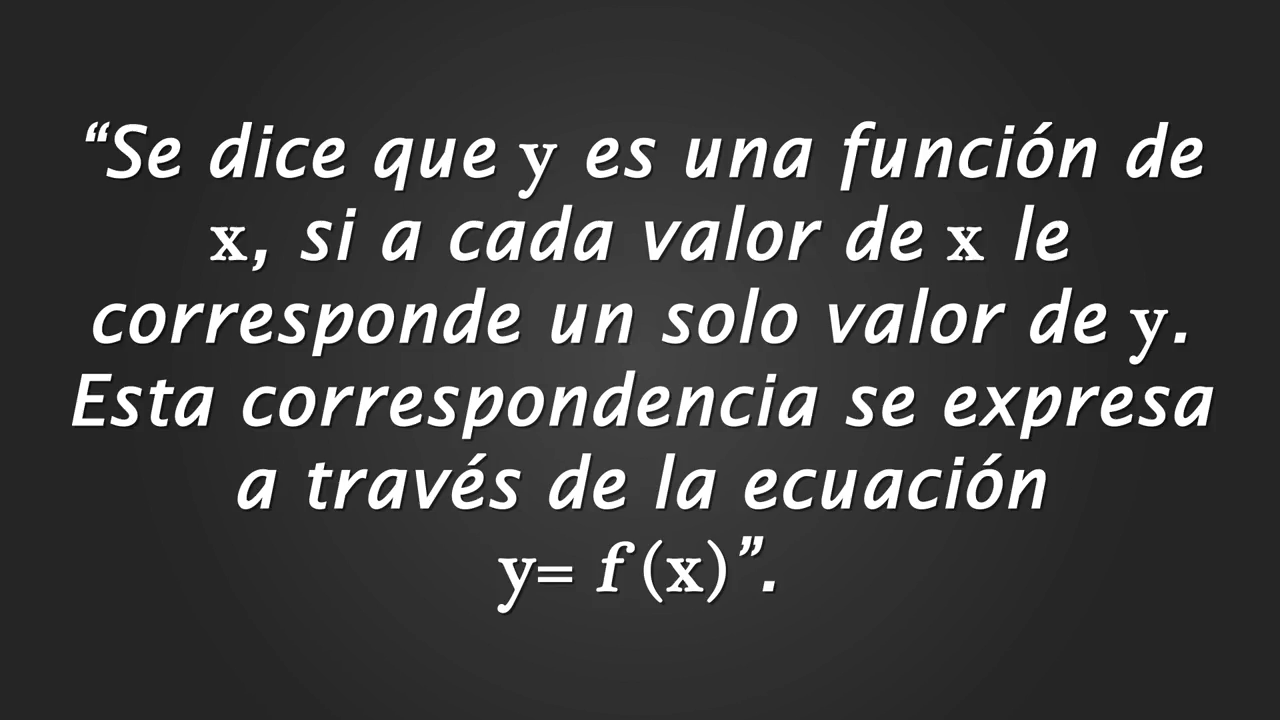 “Se dice que y es una función de
x, si a cada valor de x le
corresponde un solo valor de y.
Esta correspondencia se expresa
a través de la ecuación
y= f (x)”.